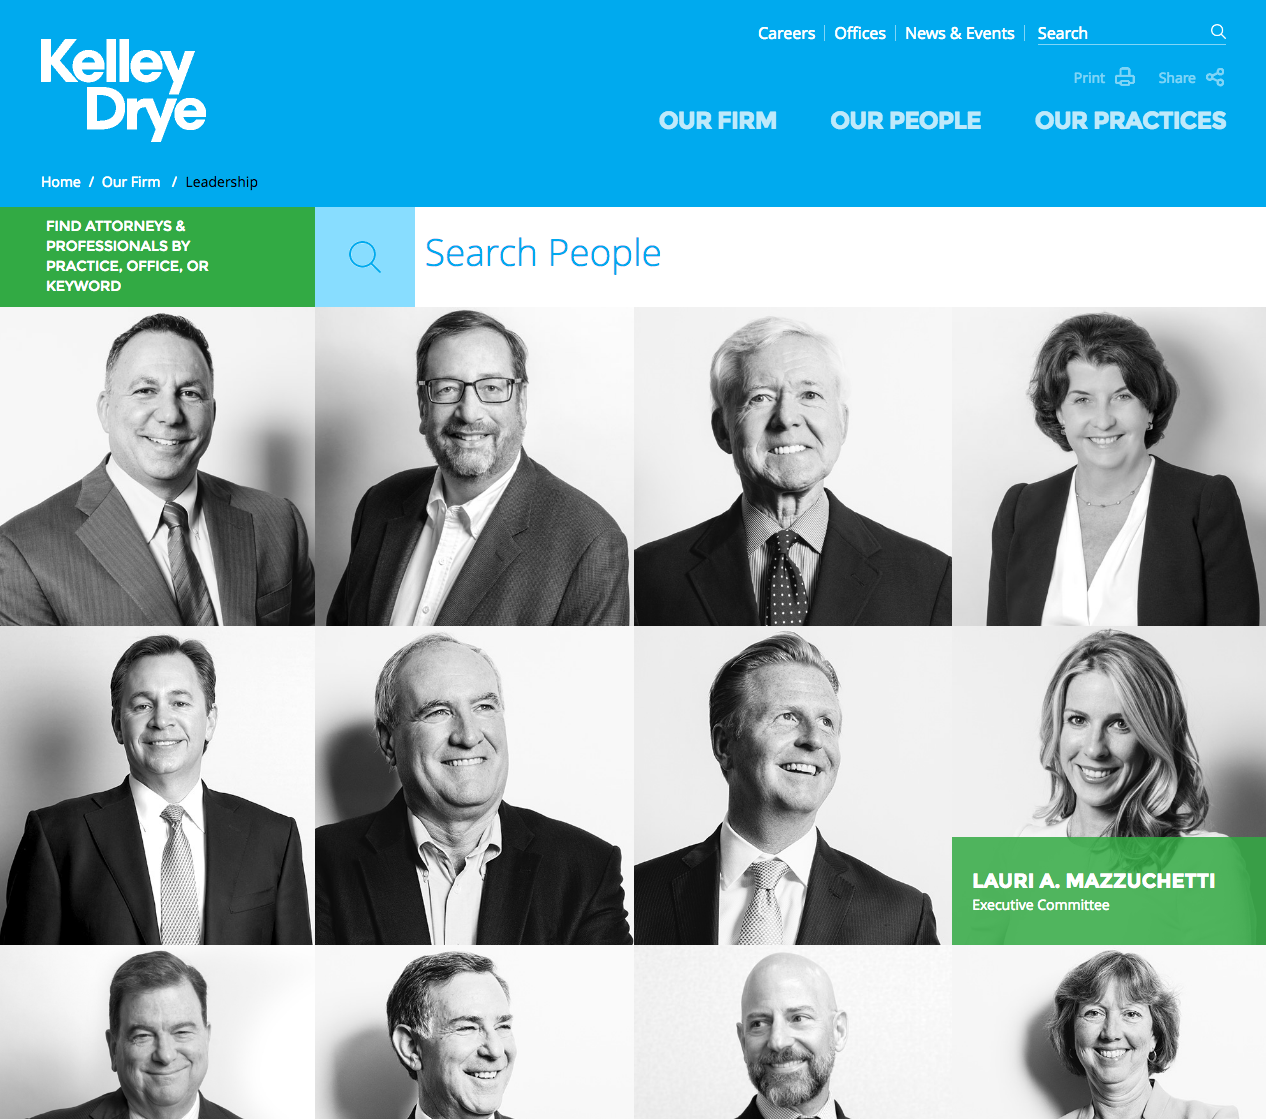 Careers
Offices
News & Events
Search
Kelley
Drye
Print
Share
OUR FIRM
OUR PEOPLE
OUR PRACTICES
Home / Our Firm / Leadership
FIND ATTORNEYS &
PROFESSIONALS BY
PRACTICE, OFFICE, OR
KEYWORD
Search People
LAURI A. MAZZUCHETTI
Executive Committee